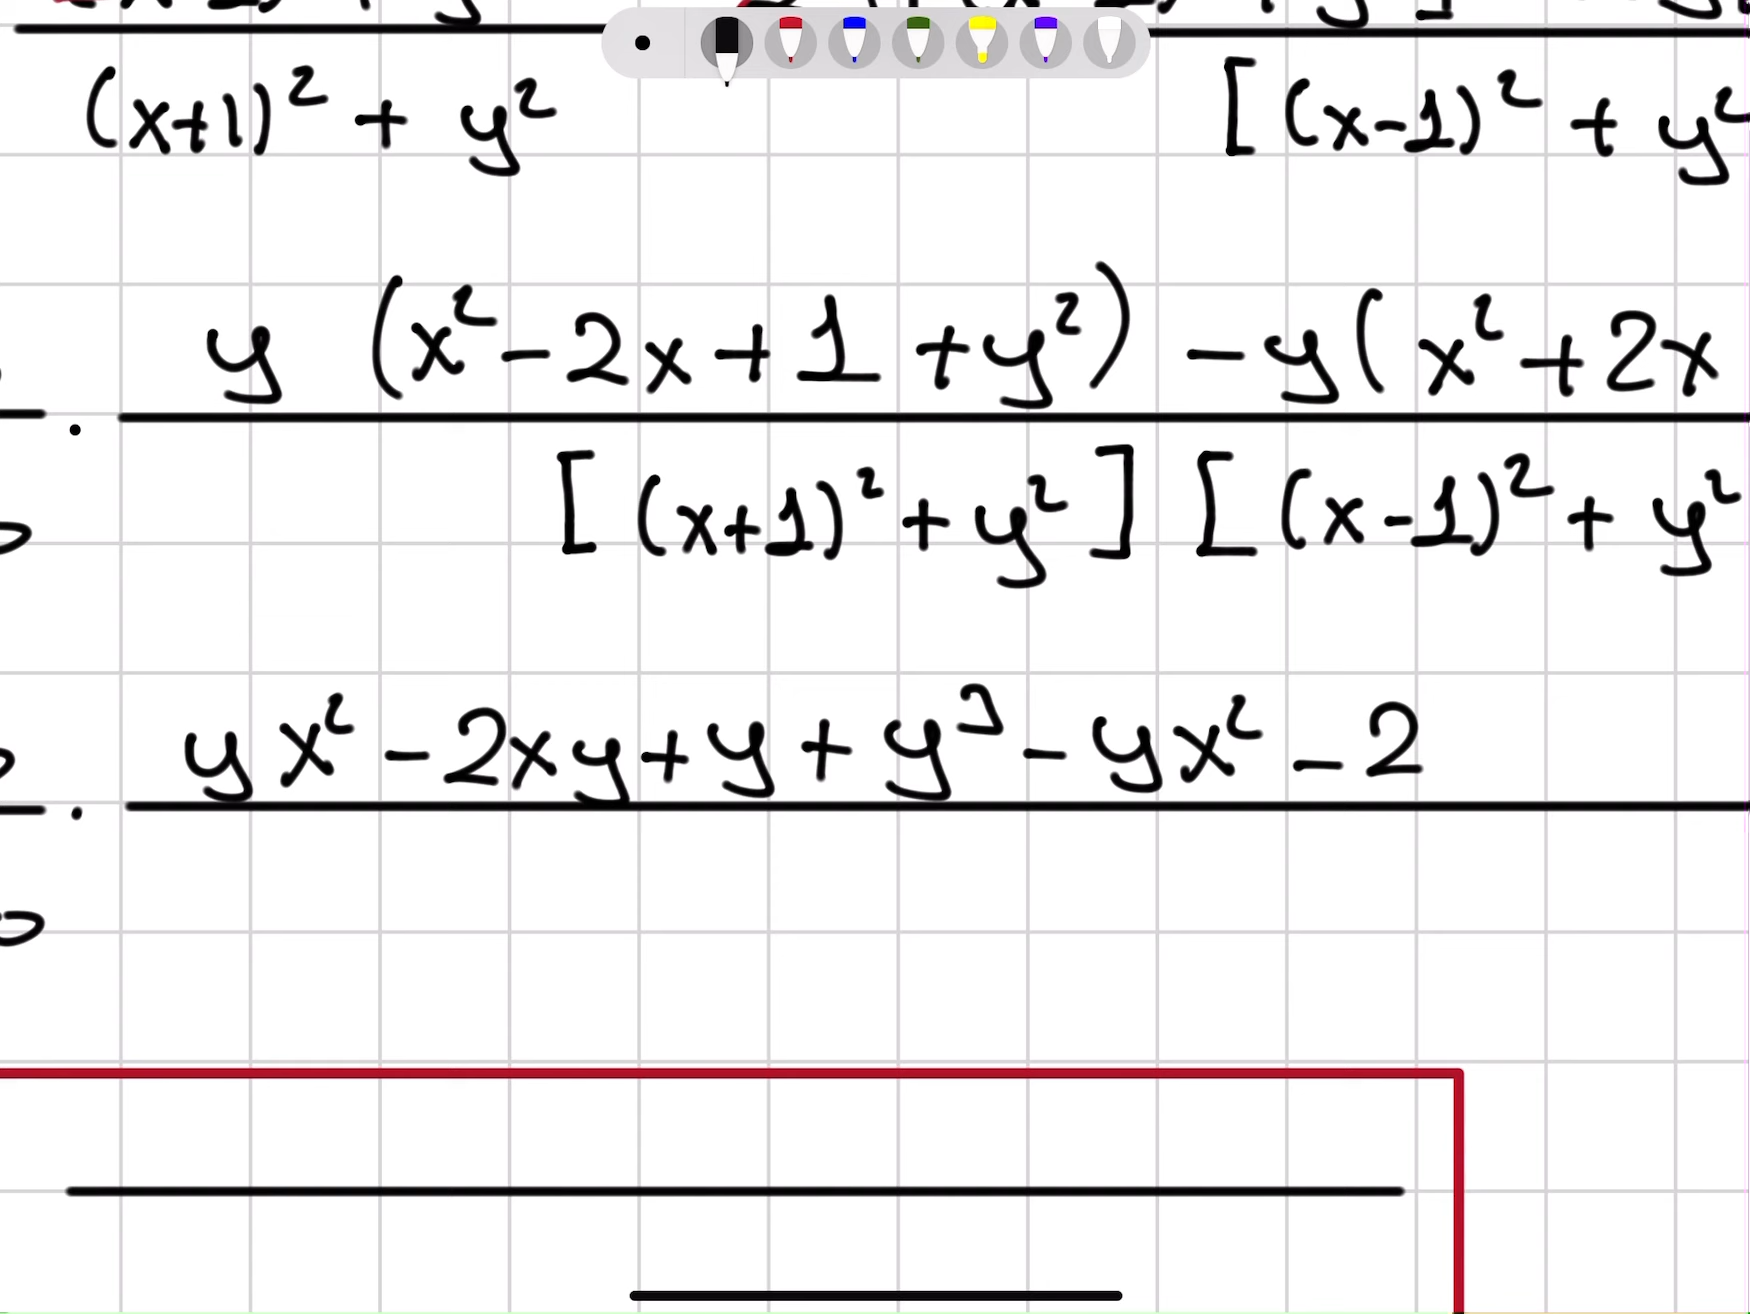 (x+1)² + y² [(x-1)² + y²
y (x²-2x+1+y²) -y(x²+2x
. [(x+1)²+y²] [(x-1)²+y²
yx²-2xy+y+y³-yx²-2
.